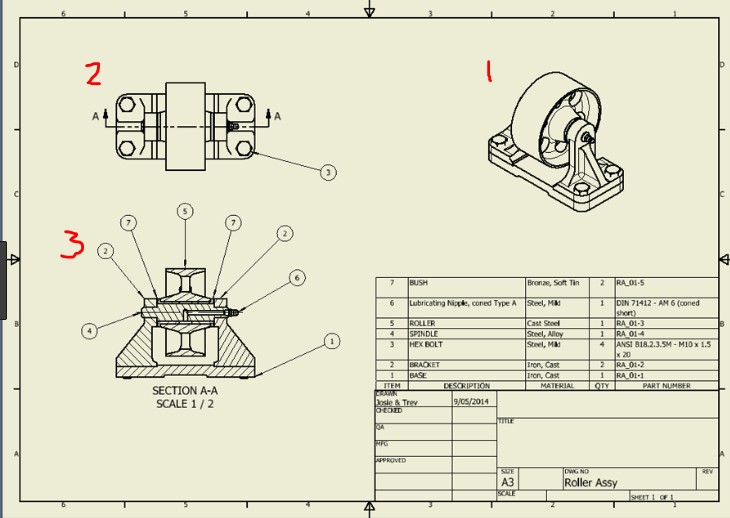 6 5 4 3 2 1
D D
2
1
A A
3
C C
3
7 5 7 2
2
6
4
1
B B
SECTION A-A
SCALE 1 / 2
7 BUSH Bronze, Soft Tin 2 RA_01-5
6 Lubricating Nipple, coned Type A Steel, Mild 1 DIN 71412 - AM 6 (coned
short)
5 ROLLER Cast Steel 1 RA_01-3
4 SPINDLE Steel, Alloy 1 RA_01-4
3 HEX BOLT Steel, Mild 4 ANSI B18.2.3.5M - M10 x 1.5
x 20
2 BRACKET Iron, Cast 2 RA_01-2
1 BASE Iron, Cast 1 RA_01-1
ITEM DESCRIPTION MATERIAL QTY PART NUMBER
DRAWN
Josie & Trev 9/05/2014
CHECKED
QA
MFG
APPROVED
TITLE
A A
SIZE DWG NO REV
A3 Roller Assy
SCALE SHEET 1 OF 1
6 5 4 3 2 1